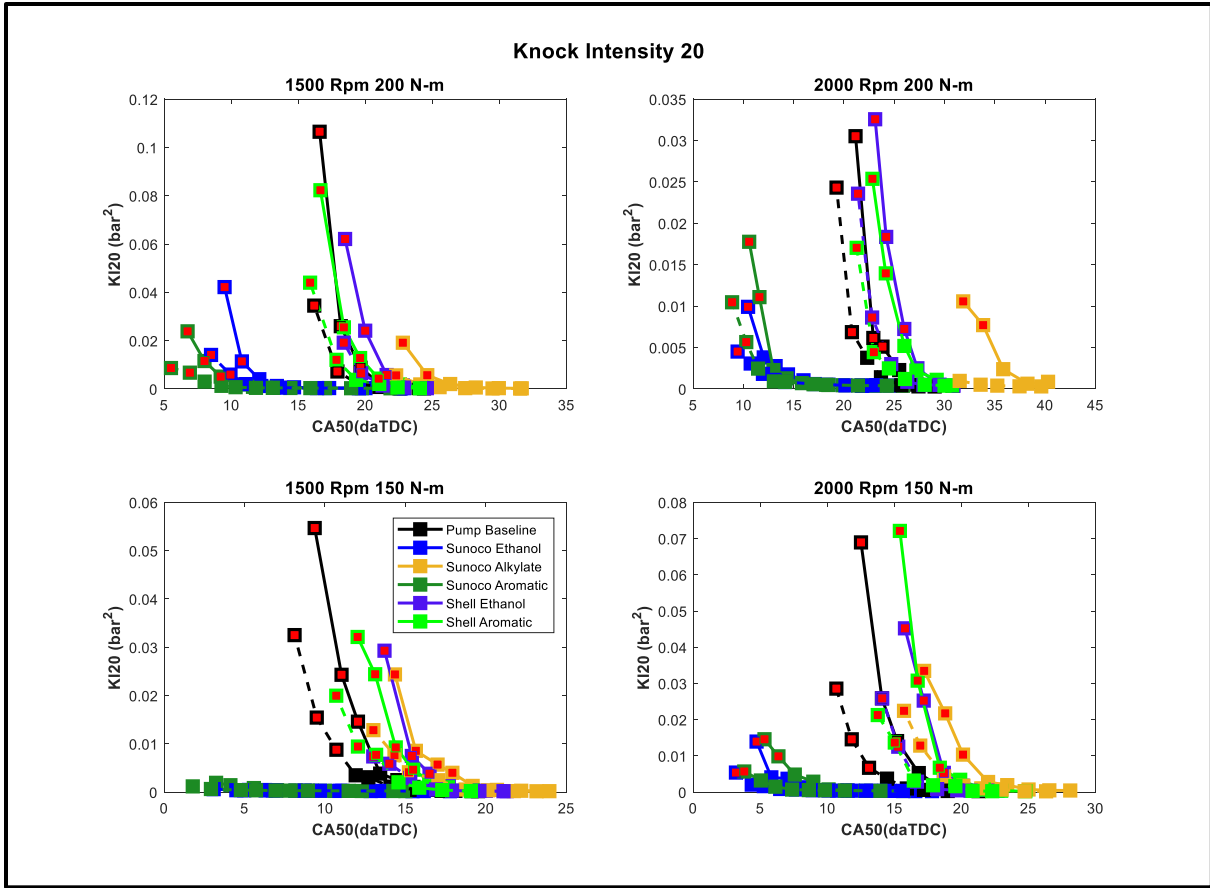 Knock Intensity 20
1500 Rpm 200 N-m
0.12
0.1
0.08
0.06
0.04
0.02
0
KI20 (bar²)
5 10 15 20 25 30 35
CA50(daTDC)
2000 Rpm 200 N-m
0.035
0.03
0.025
0.02
0.015
0.01
0.005
0
KI20 (bar²)
5 10 15 20 25 30 35 40 45
CA50(daTDC)
1500 Rpm 150 N-m
0.06
0.05
0.04
0.03
0.02
0.01
0
KI20 (bar²)
Pump Baseline
Sunoco Ethanol
Sunoco Alkylate
Sunoco Aromatic
Shell Ethanol
Shell Aromatic
0 5 10 15 20 25
CA50(daTDC)
2000 Rpm 150 N-m
0.08
0.07
0.06
0.05
0.04
0.03
0.02
0.01
0
KI20 (bar²)
0 5 10 15 20 25 30
CA50(daTDC)